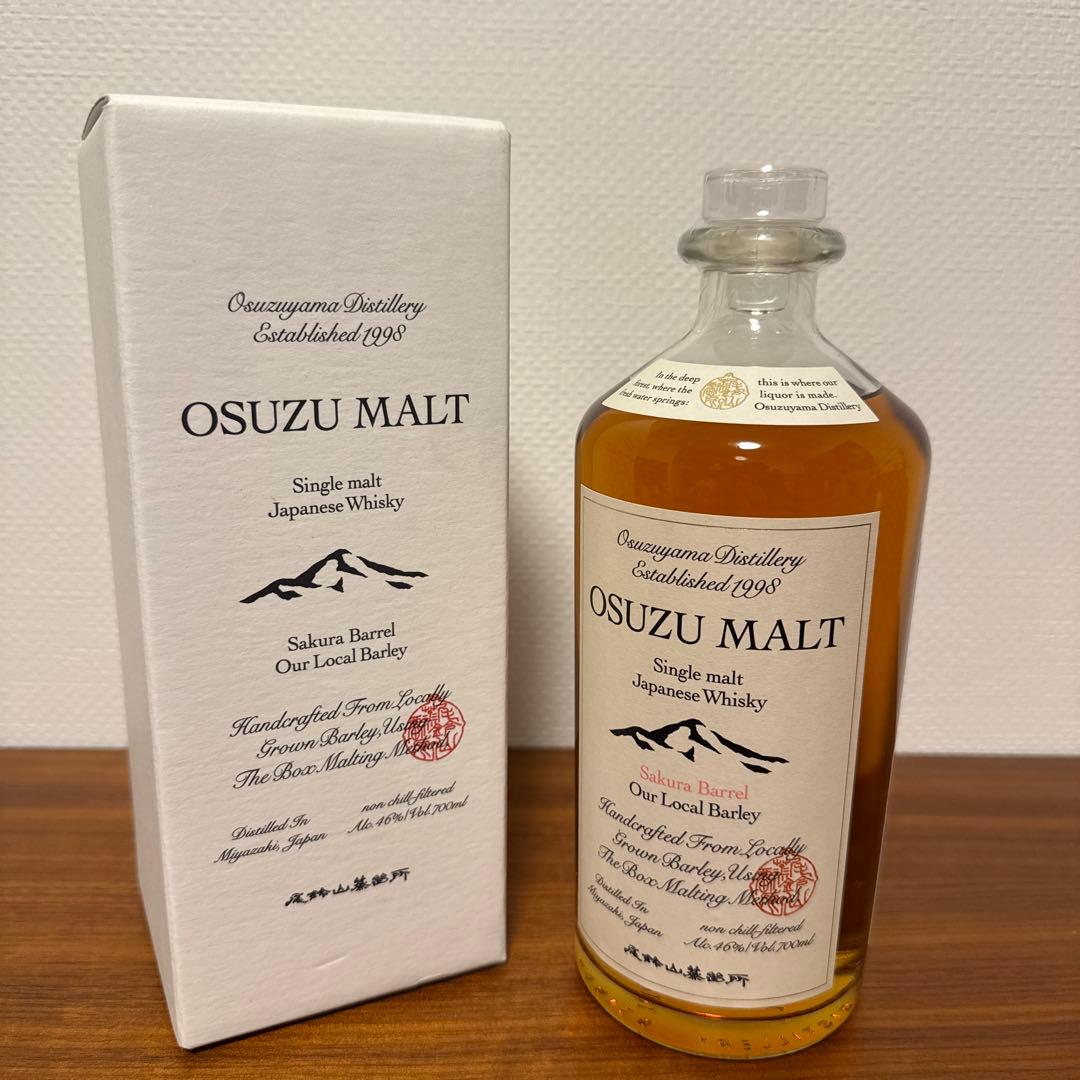 Osuzuyama Distillery
Established 1998
OSUZU MALT
Single malt
Japanese Whisky
Sakura Barrel
Our Local Barley
Handcrafted From Locally
Grown Barley, Using
The Box Malting Method.
non chill-filtered
Alc.46%/Vol.700ml
Distilled In
Miyazaki, Japan
尾鈴山蒸留所
In the deep
forest, where the
fresh water springs:
this is where our
liquor is made.
Osuzuyama Distillery
Osuzuyama Distillery
Established 1998
OSUZU MALT
Single malt
Japanese Whisky
Sakura Barrel
Our Local Barley
Handcrafted From Locally
Grown Barley, Using
The Box Malting Method.
Distilled In
Miyazaki, Japan
non chill-filtered
Alc.46%/Vol.700ml
尾鈴山蒸留所